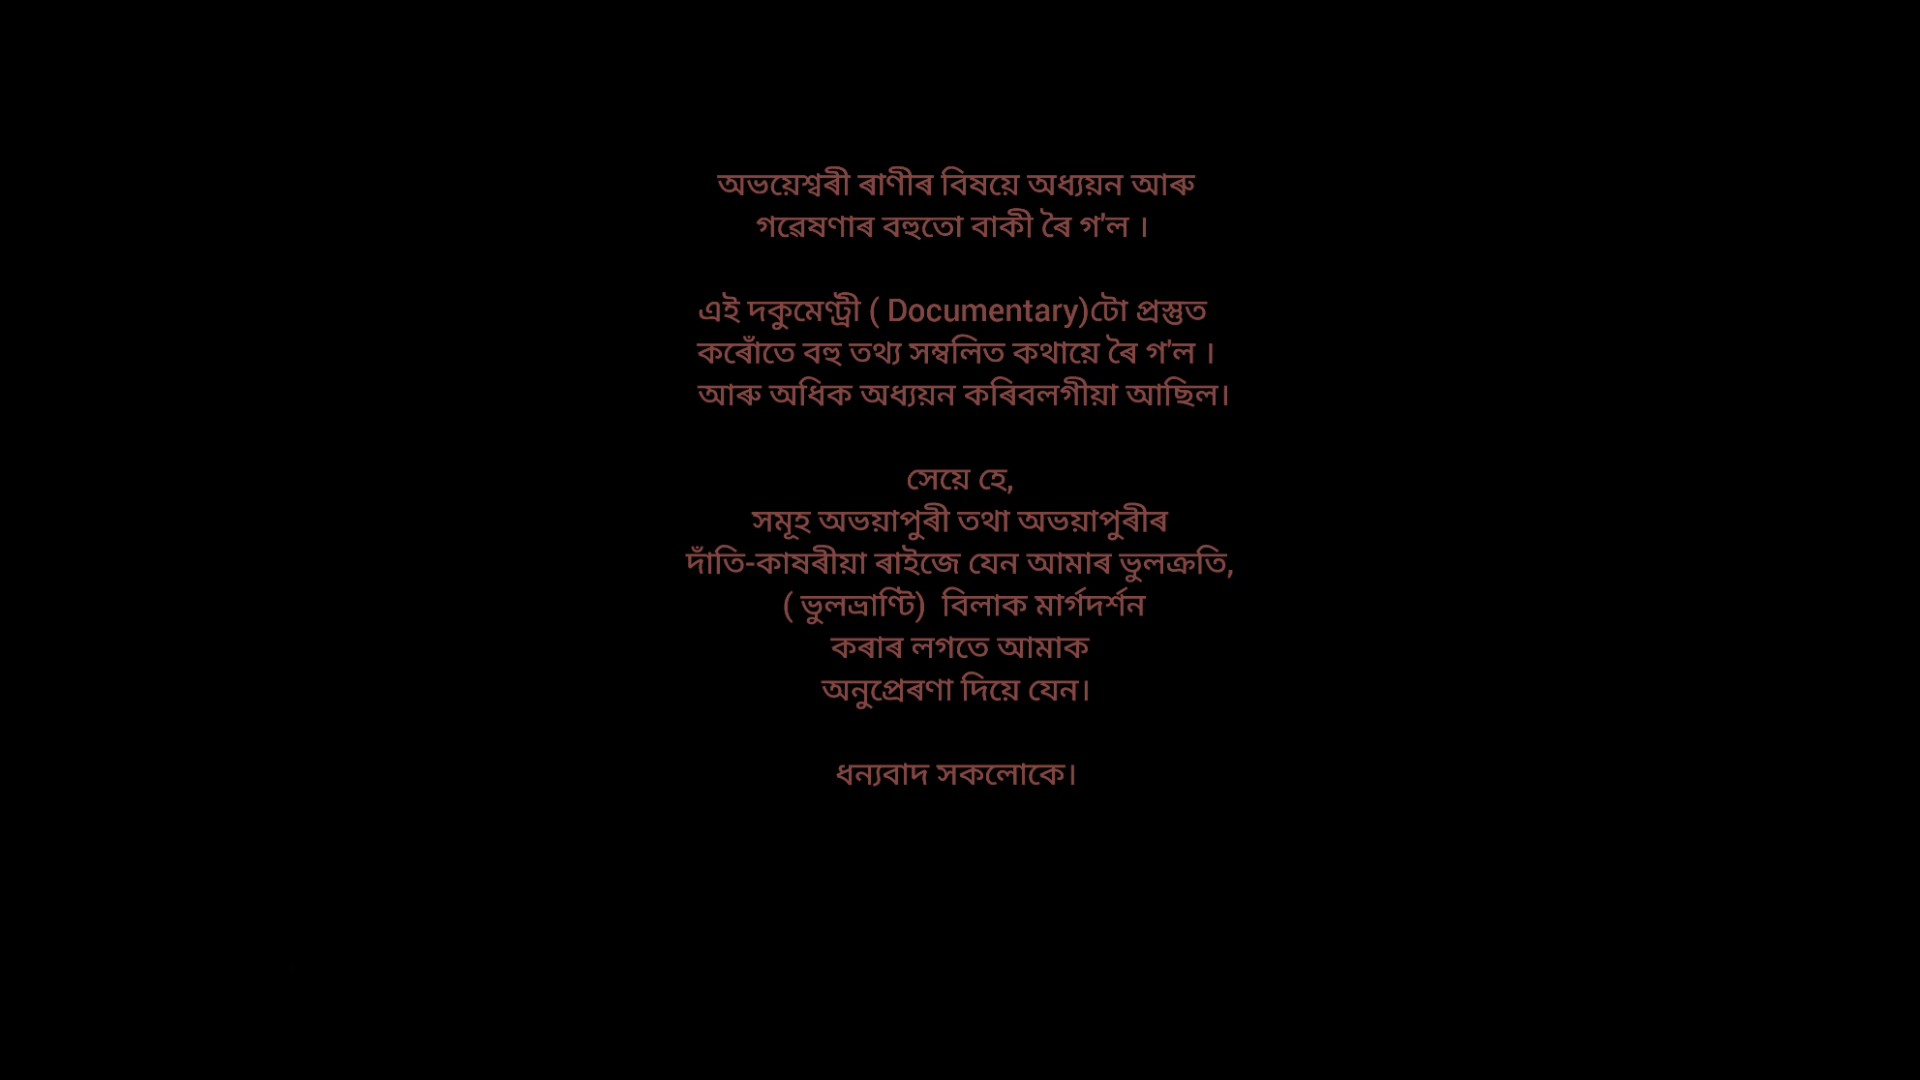 অভয়েশ্বৰী ৰাণীৰ বিষয়ে অধ্যয়ন আৰু
গৱেষণাৰ বহুতো বাকী ৰৈ গ'ল ।
এই দকুমেণ্ট্ৰী ( Documentary)টো প্ৰস্তুত
কৰোঁতে বহু তথ্য সম্বলিত কথায়ে ৰৈ গ'ল ।
আৰু অধিক অধ্যয়ন কৰিবলগীয়া আছিল।
সেয়ে হে,
সমূহ অভয়াপুৰী তথা অভয়াপুৰীৰ
দাঁতি-কাষৰীয়া ৰাইজে যেন আমাৰ ভুলক্ৰতি,
( ভুলভ্ৰাণ্টি) বিলাক মাৰ্গদৰ্শন
কৰাৰ লগতে আমাক
অনুপ্ৰেৰণা দিয়ে যেন।
ধন্যবাদ সকলোকে।